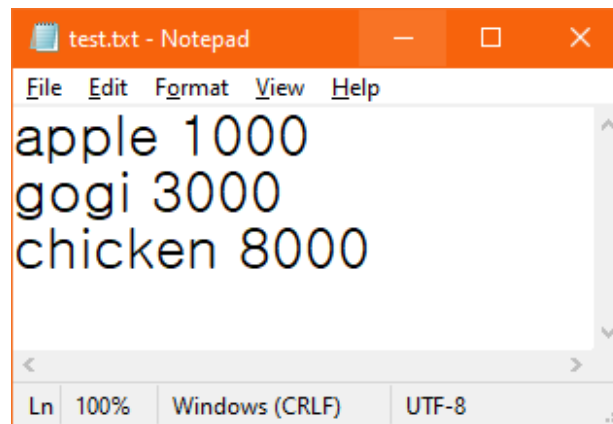 test.txt - Notepad
File Edit Format View Help
apple 1000
gogi 3000
chicken 8000
Ln 100% Windows (CRLF) UTF-8